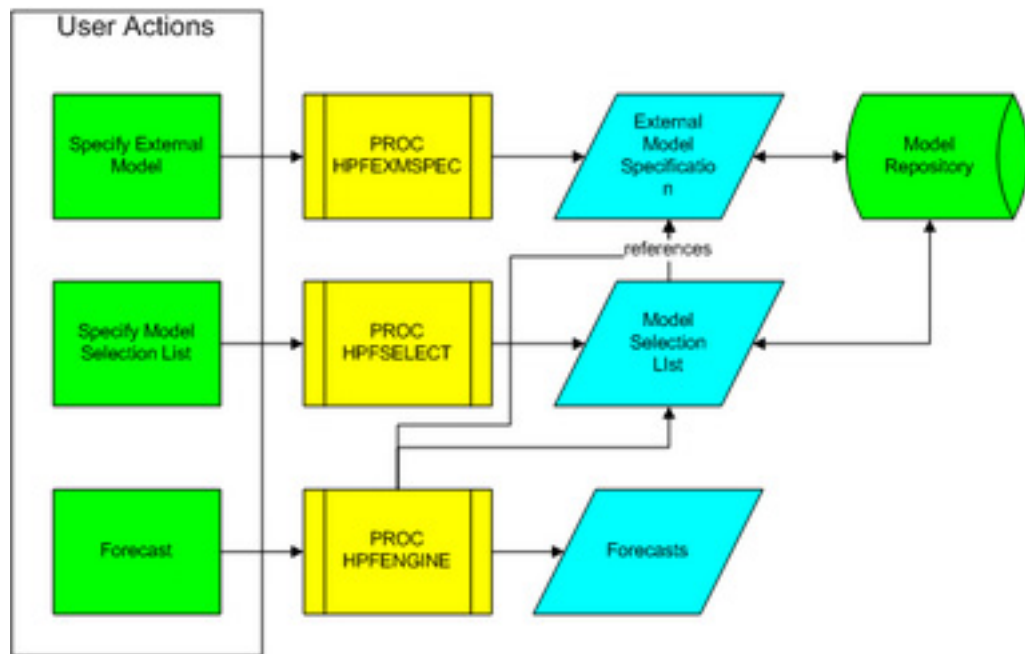 User Actions
Specify External
Model
PROC
HPFEXMSPEC
External
Model
Specificatio
n
Model
Repository
references
Specify Model
Selection List
PROC
HPFSELECT
Model
Selection
LIst
Forecast
PROC
HPFENGINE
Forecasts